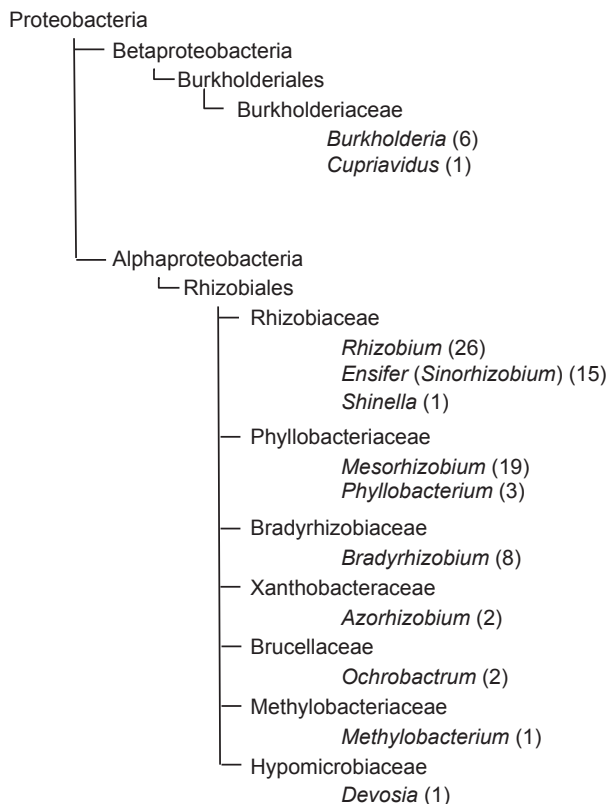 Proteobacteria
Betaproteobacteria
Burkholderiales
Burkholderiaceae
Burkholderia (6)
Cupriavidus (1)
Alphaproteobacteria
Rhizobiales
Rhizobiaceae
Rhizobium (26)
Ensifer (Sinorhizobium) (15)
Shinella (1)
Phyllobacteriaceae
Mesorhizobium (19)
Phyllobacterium (3)
Bradyrhizobiaceae
Bradyrhizobium (8)
Xanthobacteraceae
Azorhizobium (2)
Brucellaceae
Ochrobactrum (2)
Methylobacteriaceae
Methylobacterium (1)
Hypomicrobiaceae
Devosia (1)